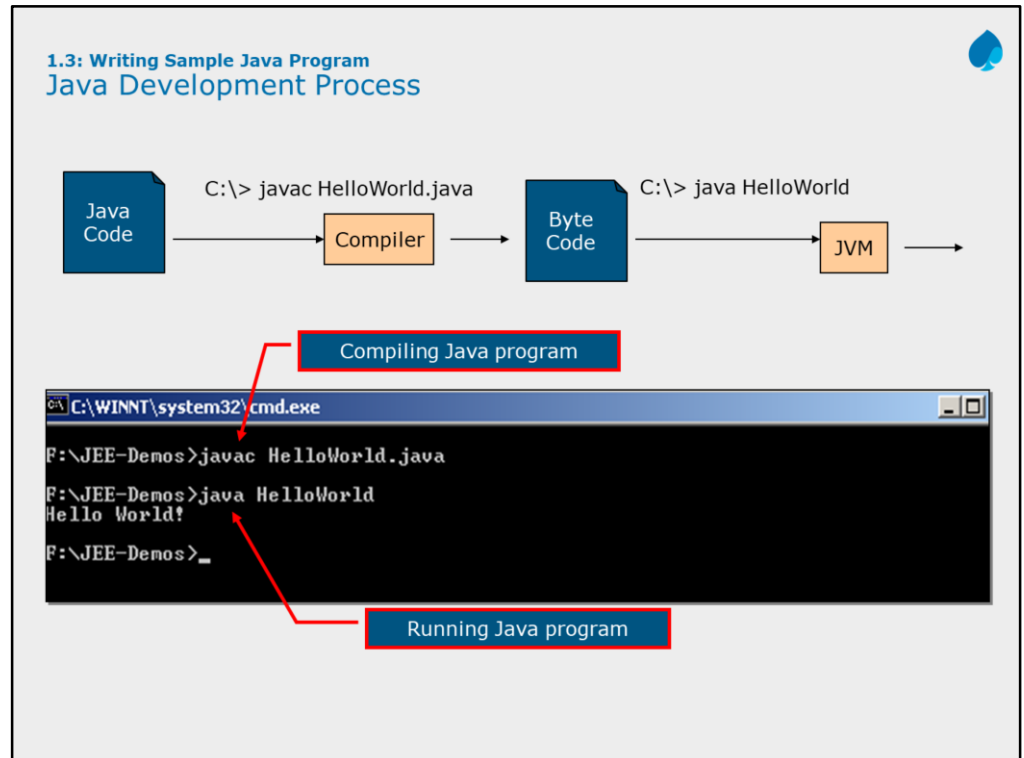 1.3: Writing Sample Java Program
Java Development Process
C:\> javac HelloWorld.java
C:\> java HelloWorld
Java
Code
Compiler
Byte
Code
JVM
Compiling Java program
C:\WINNT\system32\cmd.exe
F:\JEE-Demos>javac HelloWorld.java
F:\JEE-Demos>java HelloWorld
Hello World!
F:\JEE-Demos>_
Running Java program